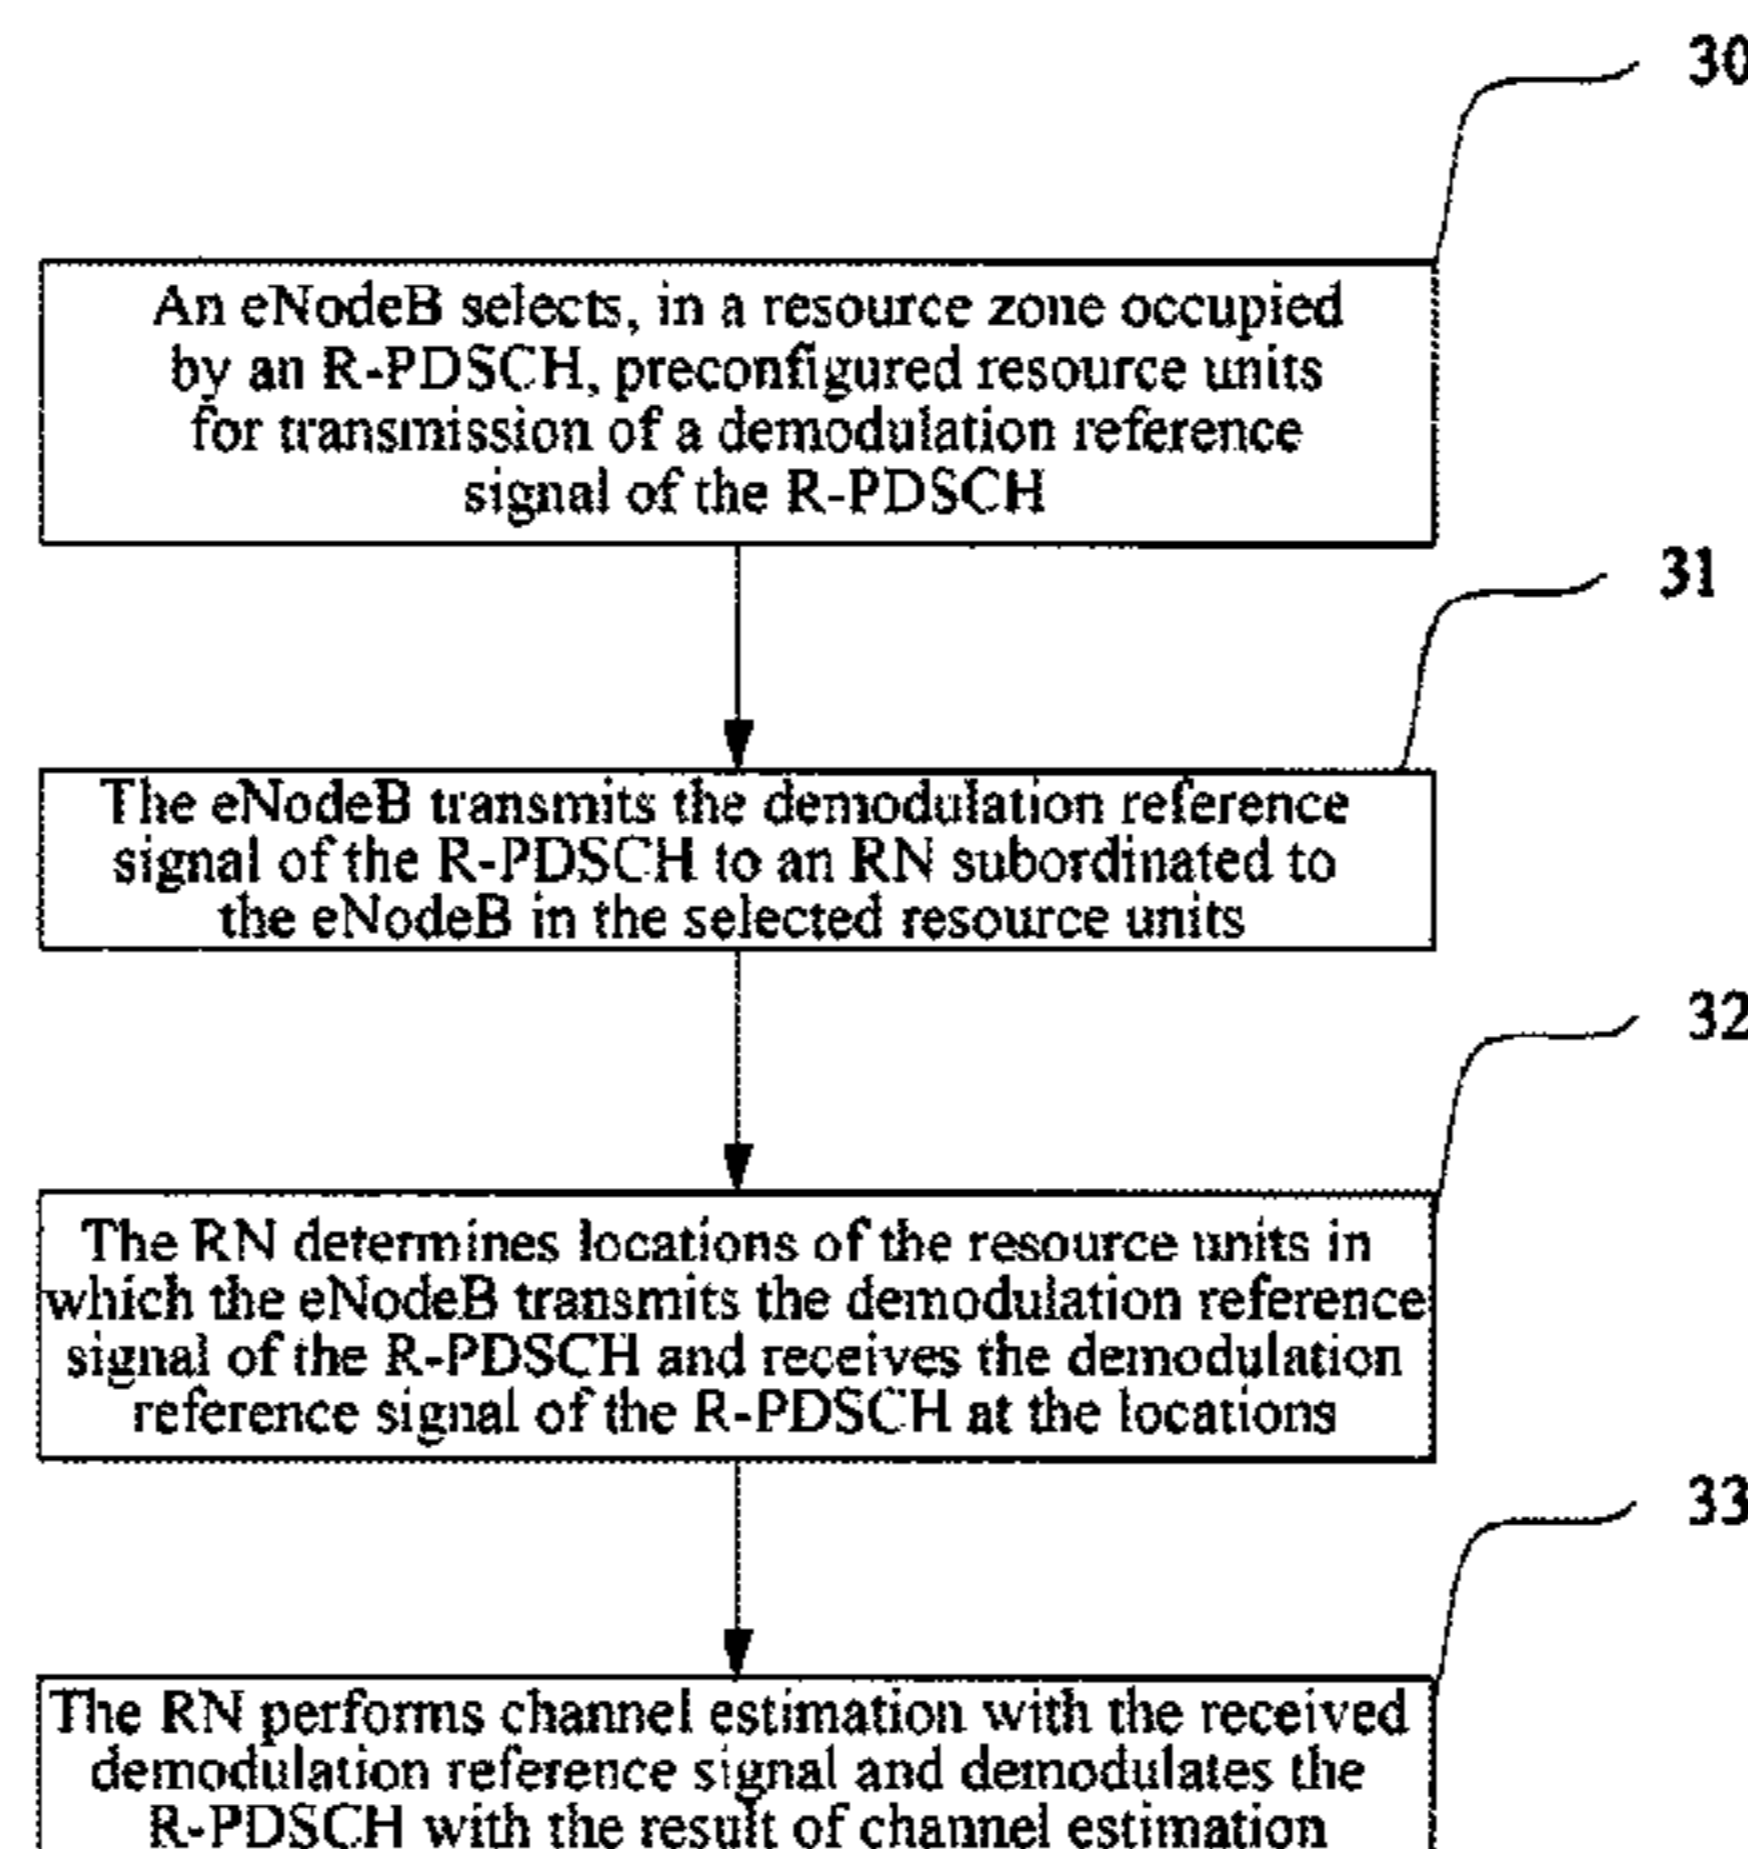 30
An eNodeB selects, in a resource zone occupied
by an R-PDSCH, preconfigured resource units
for transmission of a demodulation reference
signal of the R-PDSCH
31
The eNodeB transmits the demodulation reference
signal of the R-PDSCH to an RN subordinated to
the eNodeB in the selected resource units
32
The RN determines locations of the resource units in
which the eNodeB transmits the demodulation reference
signal of the R-PDSCH and receives the demodulation
reference signal of the R-PDSCH at the locations
33
The RN performs channel estimation with the received
demodulation reference signal and demodulates the
R-PDSCH with the result of channel estimation